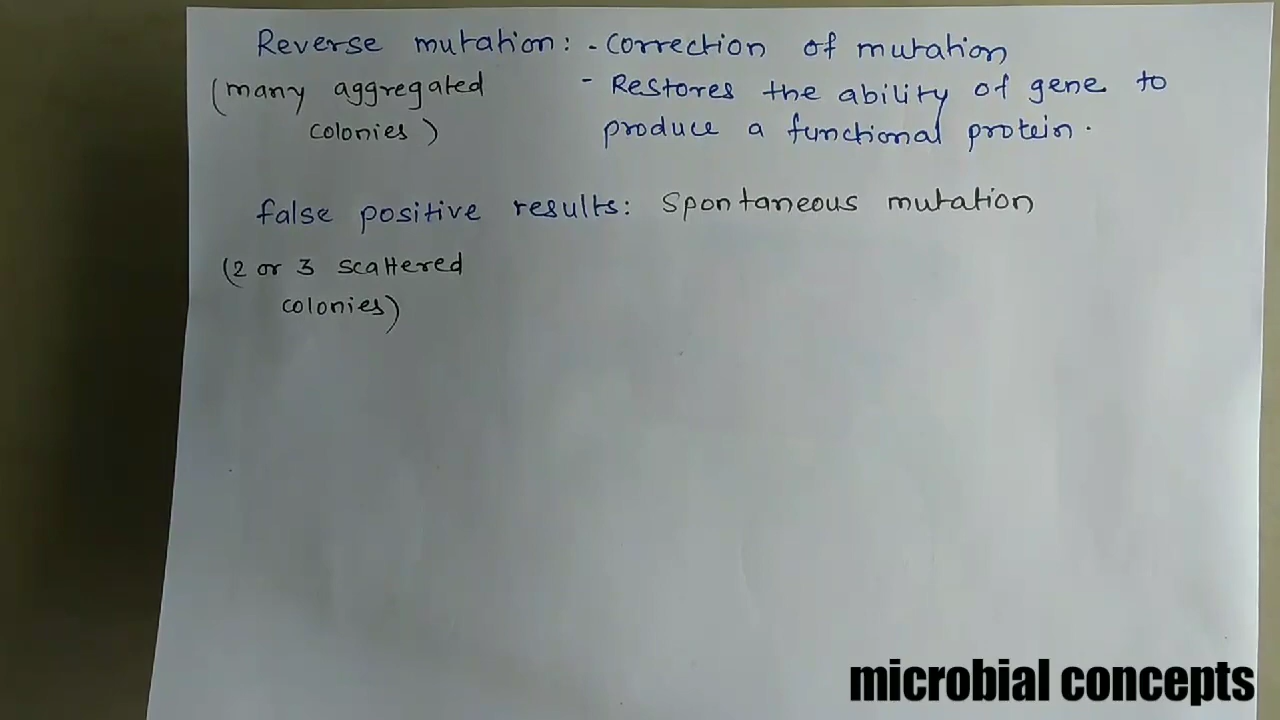 Reverse mutation: - Correction of mutation
(many aggregated - Restores the ability of gene to
colonies) produce a functional protein.
false positive results: Spontaneous mutation
(2 or 3 scattered
colonies)
microbial concepts